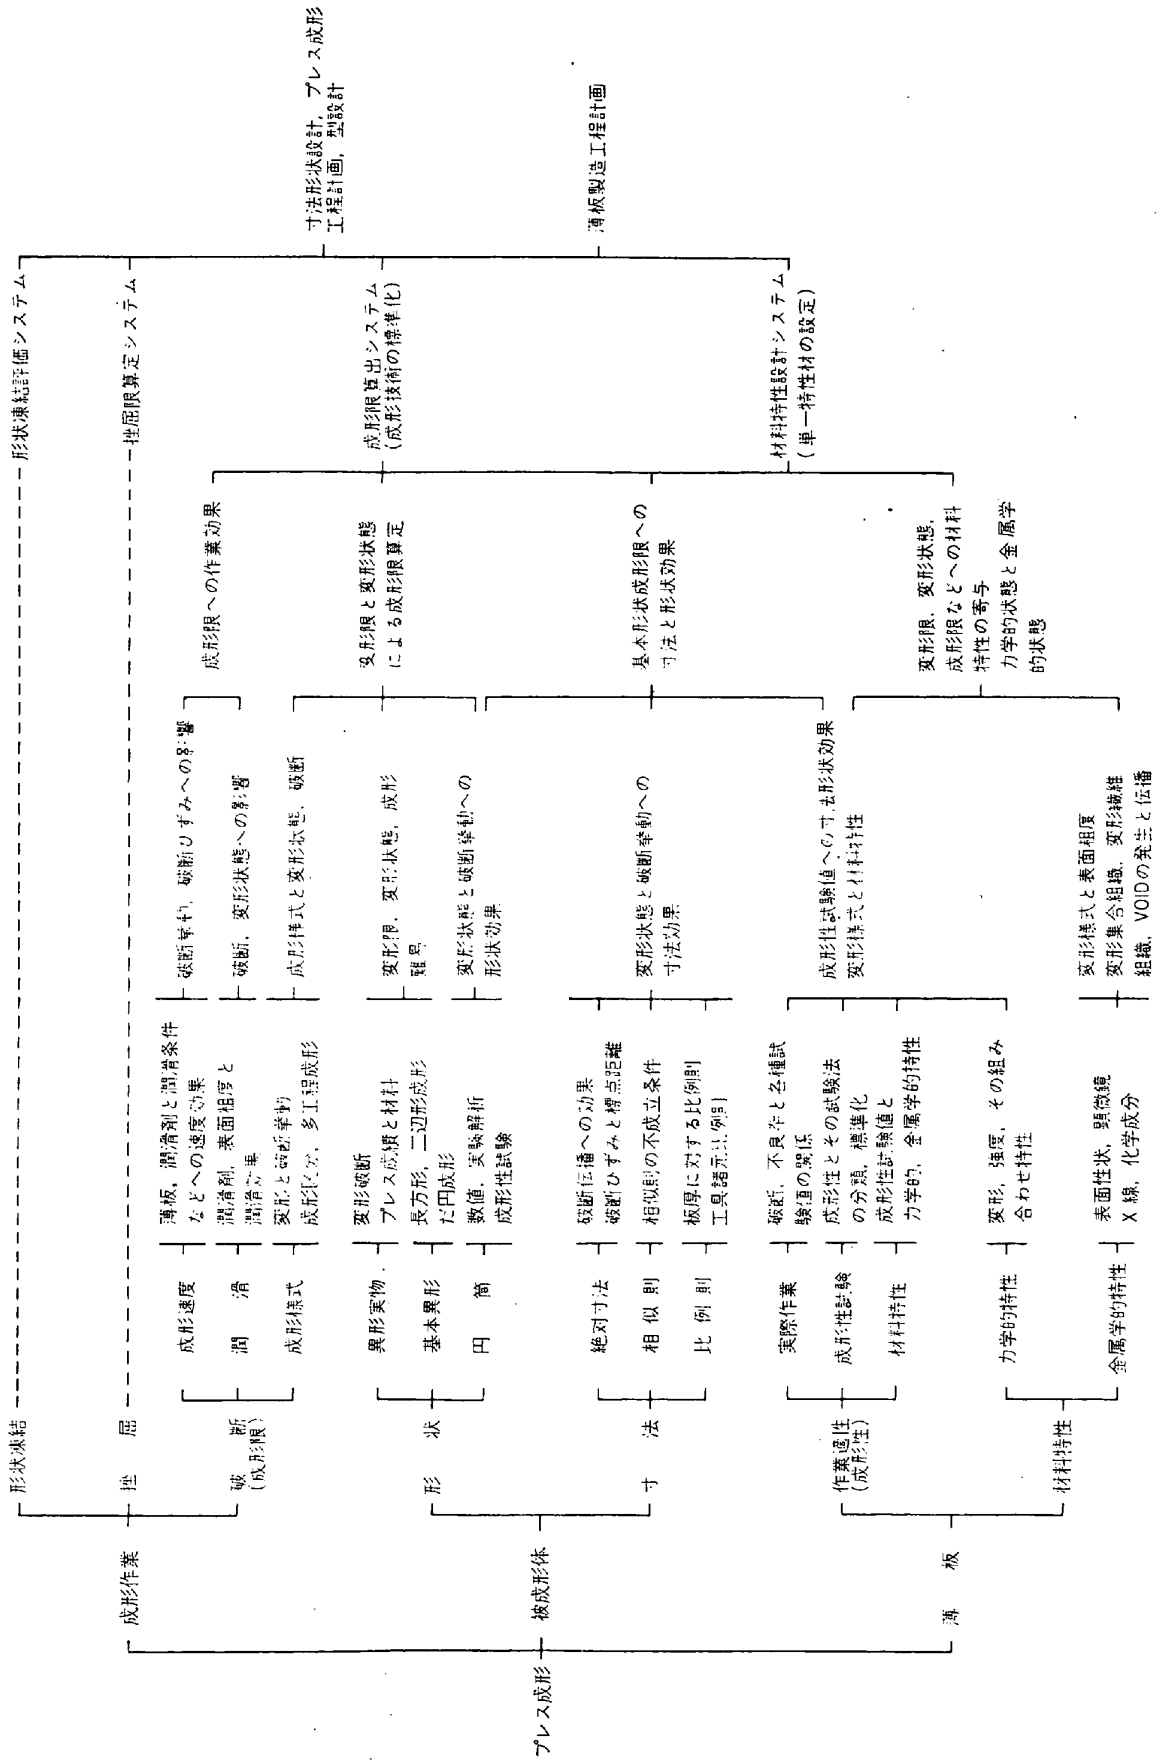 プレス成形
成形作業
被成形体
薄板
形状凍結
挫屈
破断
(成形限)
形状
寸法
作業適性
(成形性)
材料特性
成形速度
潤滑
成形様式
異形実物
基本異形
円筒
絶対寸法
相似則
比例則
実際作業
成形性試験
材料特性
力学的特性
金属学的特性
薄板, 潤滑剤と潤滑条件
などへの速度効果
潤滑剤, 表面粗度と
潤滑効果
変形と破断挙動
成形区分, 多工程成形
変形破断
プレス成績と材料
長方形, 二辺形成形
だ円成形
数値, 実験解析
成形性試験
破断伝播への効果
破断ひずみと標点距離
相似則の不成立条件
板厚に対する比例則
工具諸元比例則
破断, 不良作と各種試
験値の関係
成形性とその試験法
の分類, 標準化
成形性試験値と
力学的, 金属学的特性
変形, 強度, その組み
合わせ特性
表面性状, 顕微鏡
X線, 化学成分
破断挙動, 破断ひずみへの影響
破断, 変形状態への影響
成形様式と変形状態, 破断
変形限, 変形状態, 成形
難易
変形状態と破断挙動への
形状効果
変形状態と破断挙動への
寸法効果
成形性試験値への寸法形状効果
変形様式と材料特性
変形様式と表面粗度
変形集合組織, 変形繊維
組織, VOIDの発生と伝播
成形限への作業効果
変形限と変形状態
による成形限算定
基本形状成形限への
寸法と形状効果
変形限, 変形状態,
成形限などへの材料
特性の寄与
力学的状態と金属学
的状態
形状凍結評価システム
挫屈限算定システム
成形限算出システム
(成形技術の標準化)
材料特性設計システム
(単一特性材の設定)
寸法形状設計, プレス成形
工程計画, 型設計
薄板製造工程計画